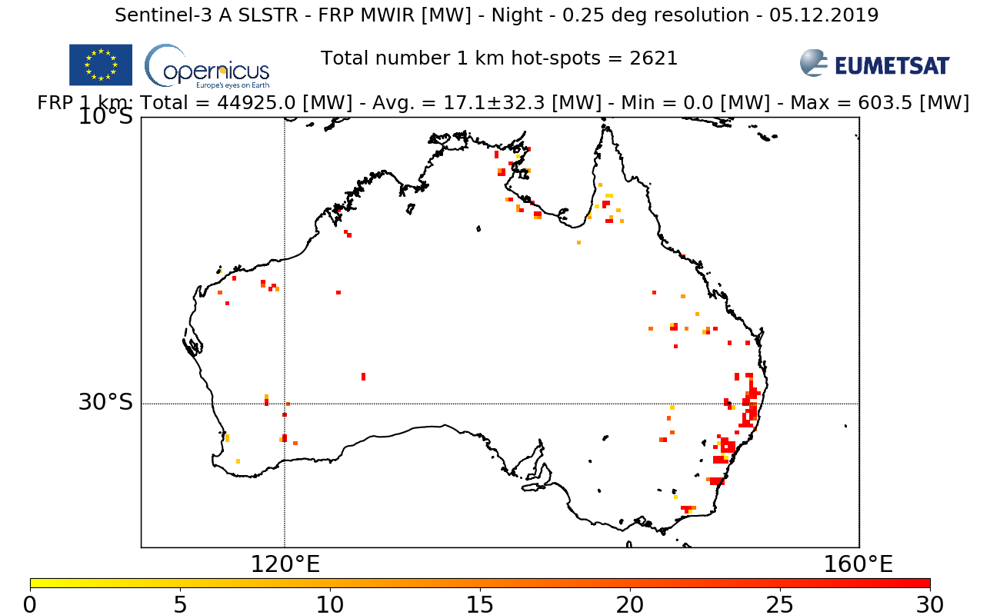 Sentinel-3 A SLSTR - FRP MWIR [MW] - Night - 0.25 deg resolution - 05.12.2019
Total number 1 km hot-spots = 2621
opernicus
Europe's eyes on Earth
EUMETSAT
FRP 1 km: Total = 44925.0 [MW] - Avg. = 17.1±32.3 [MW] - Min = 0.0 [MW] - Max = 603.5 [MW]
10°S
30°S
120°E 160°E
0 5 10 15 20 25 30